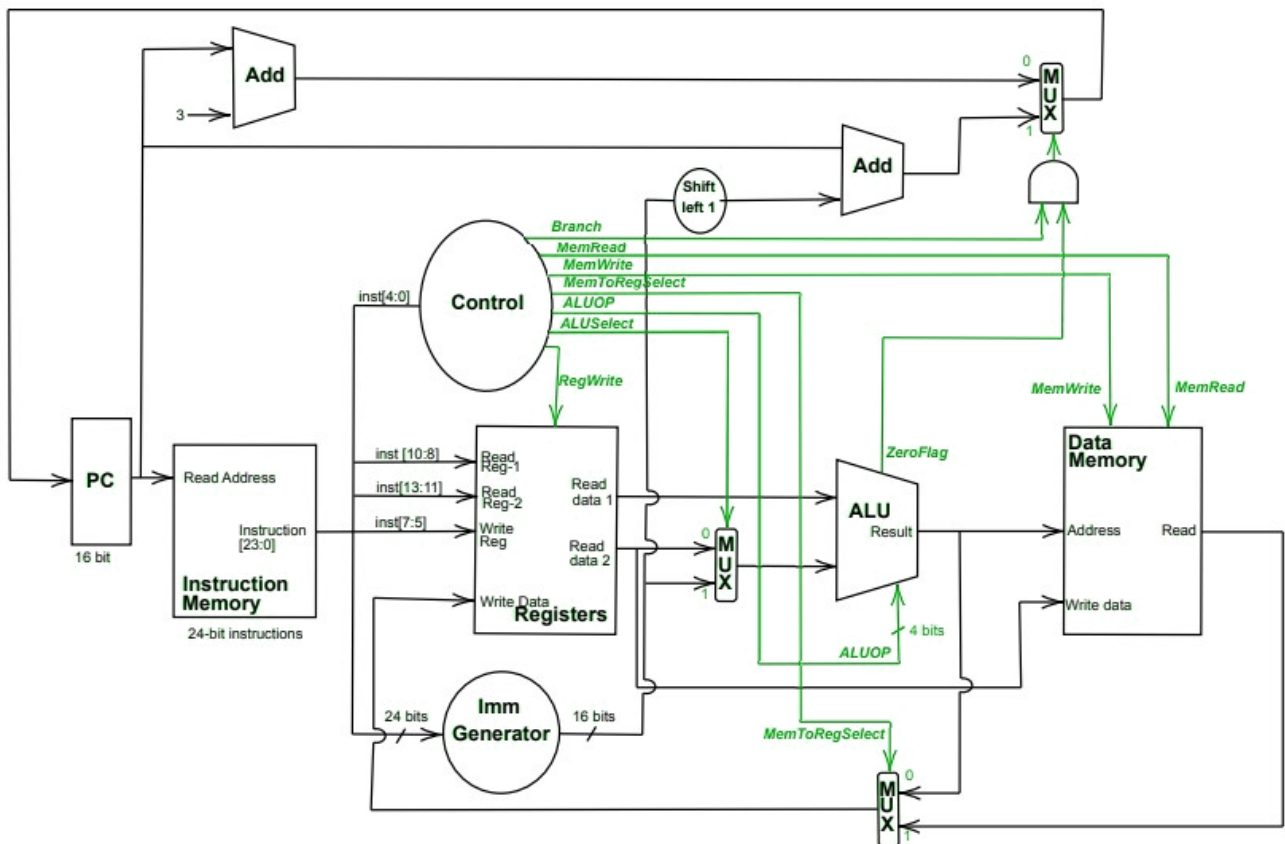 Add
3
0
M
U
X
1
Add
Shift
left 1
Branch
MemRead
MemWrite
MemToRegSelect
ALUOP
ALUSelect
inst[4:0]
Control
RegWrite
MemWrite
MemRead
PC
16 bit
Read Address
Instruction
[23:0]
Instruction
Memory
24-bit instructions
inst [10:8]
inst[13:11]
inst[7:5]
Read
Reg-1
Read
Reg-2
Write
Reg
Write Data
Registers
Read
data 1
Read
data 2
0
M
U
X
1
ZeroFlag
ALU
Result
4 bits
ALUOP
Data
Memory
Address
Read
Write data
24 bits
Imm
Generator
16 bits
MemToRegSelect
0
M
U
X
1